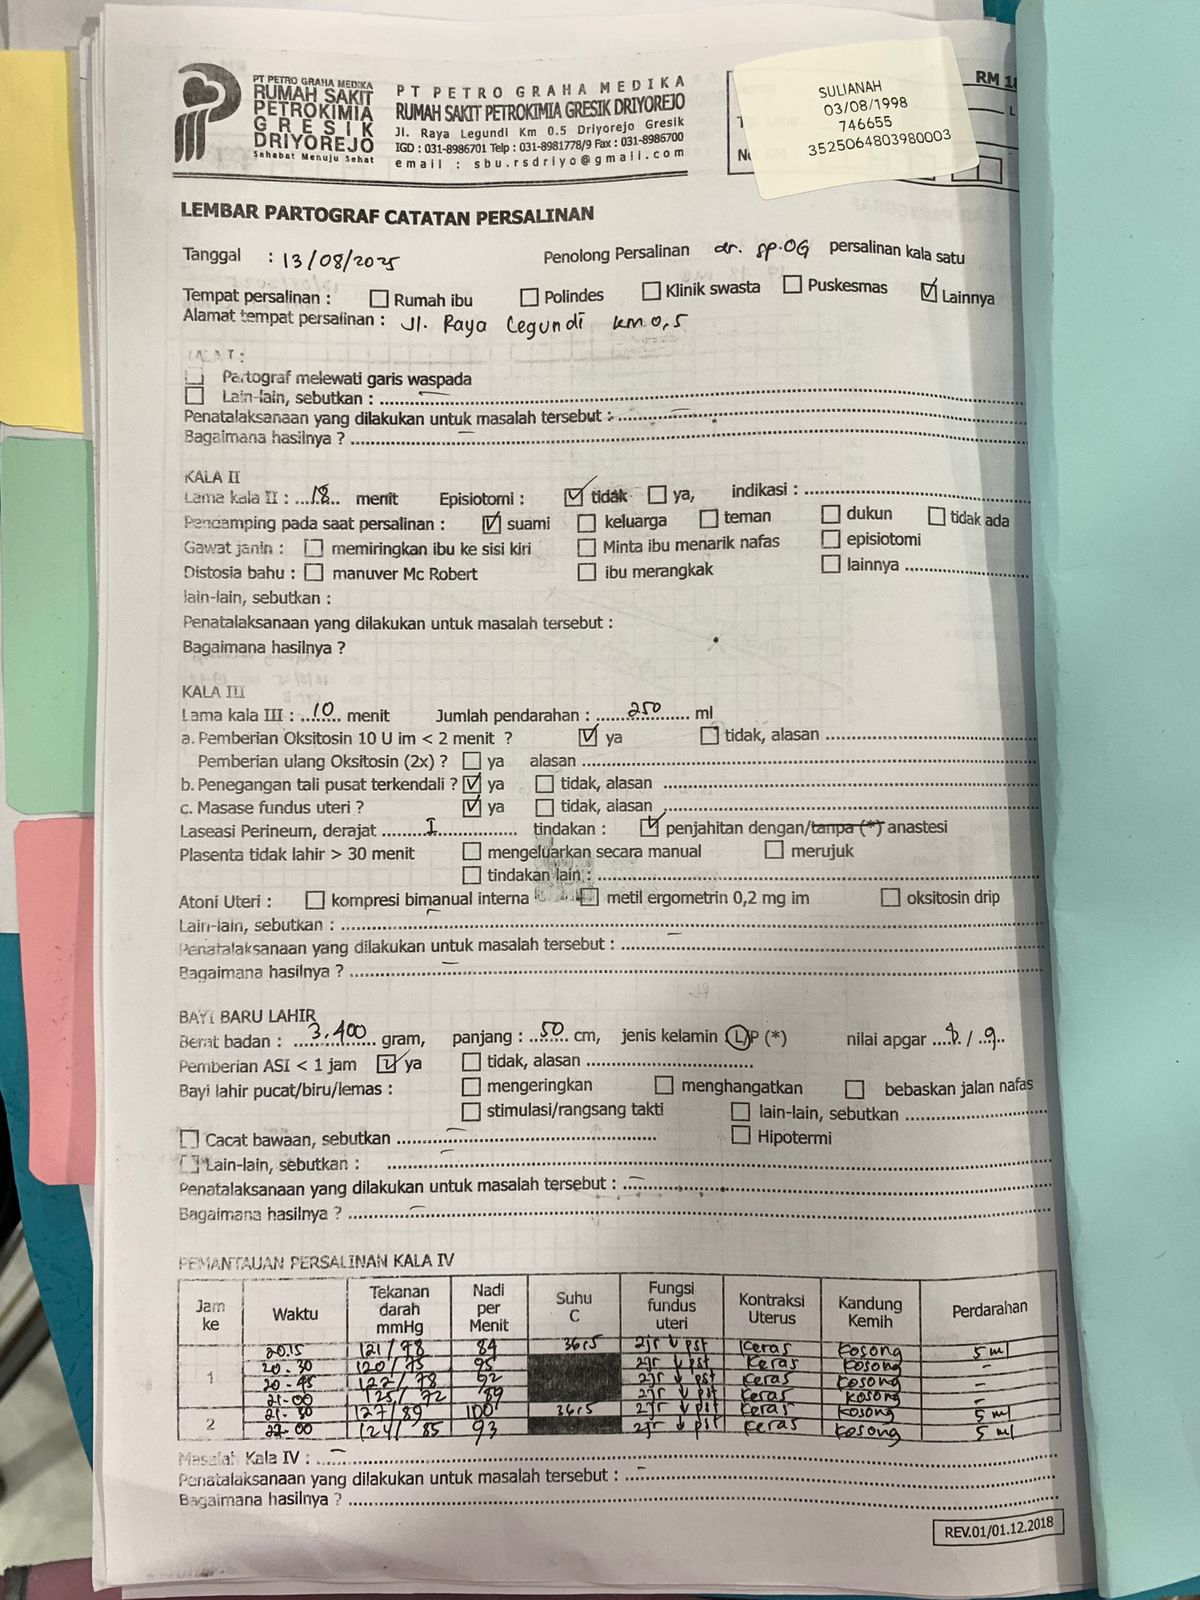 PT PETRO GRAHA MEDIKA
RUMAH SAKIT
PETROKIMIA
GRESIK
DRIYOREJO
Sahabat Menuju Sehat
PT PETRO GRAHA MEDIKA
RUMAH SAKIT PETROKIMIA GRESIK DRIYOREJO
Jl. Raya Legundi Km 0.5 Driyorejo Gresik
IGD : 031-8986701 Telp : 031-8981778/9 Fax : 031-8986700
email : sbu.rsdriyo@gmail.com
RM 18
SULIANAH
03/08/1998
746655
3525064803980003
LEMBAR PARTOGRAF CATATAN PERSALINAN
Tanggal : 13/08/2025 Penolong Persalinan dr. Sp.OG persalinan kala satu
Tempat persalinan : Rumah ibu Polindes Klinik swasta Puskesmas Lainnya
Alamat tempat persalinan : Jl. Raya Legundi km 0,5
Partograf melewati garis waspada
Lain-lain, sebutkan : –
Penatalaksanaan yang dilakukan untuk masalah tersebut : –
Bagaimana hasilnya ? –
KALA II
Lama kala II : 18 menit Episiotomi : tidak ya, indikasi :
Pendamping pada saat persalinan : suami keluarga teman dukun tidak ada
Gawat janin : memiringkan ibu ke sisi kiri Minta ibu menarik nafas episiotomi
Distosia bahu : manuver Mc Robert ibu merangkak lainnya
lain-lain, sebutkan :
Penatalaksanaan yang dilakukan untuk masalah tersebut :
Bagaimana hasilnya ?
KALA III
Lama kala III : 10 menit Jumlah pendarahan : 250 ml
a. Pemberian Oksitosin 10 U im < 2 menit ? ya tidak, alasan
Pemberian ulang Oksitosin (2x) ? ya alasan
b. Penegangan tali pusat terkendali ? ya tidak, alasan
c. Masase fundus uteri ? ya tidak, alasan
Laseasi Perineum, derajat I tindakan : penjahitan dengan/tanpa (*) anastesi
Plasenta tidak lahir > 30 menit mengeluarkan secara manual merujuk
tindakan lain :
Atoni Uteri : kompresi bimanual interna metil ergometrin 0,2 mg im oksitosin drip
Lain-lain, sebutkan : –
Penatalaksanaan yang dilakukan untuk masalah tersebut : –
Bagaimana hasilnya ? –
BAYI BARU LAHIR
Berat badan : 3.400 gram, panjang : 50 cm, jenis kelamin L/P (*) nilai apgar 8 / 9
Pemberian ASI < 1 jam ya tidak, alasan
Bayi lahir pucat/biru/lemas : mengeringkan menghangatkan bebaskan jalan nafas
stimulasi/rangsang takti lain-lain, sebutkan
Cacat bawaan, sebutkan – Hipotermi
Lain-lain, sebutkan : –
Penatalaksanaan yang dilakukan untuk masalah tersebut : –
Bagaimana hasilnya ? –
PEMANTAUAN PERSALINAN KALA IV
Jam ke Waktu Tekanan darah mmHg Nadi per Menit Suhu C Fungsi fundus uteri Kontraksi Uterus Kandung Kemih Perdarahan
1 20.15 121/78 84 36,5 2jr ↓ pst Keras Kosong 5 ml
20.30 120/75 95 2jr ↓ pst Keras Kosong –
20.45 122/78 92 2jr ↓ pst Keras Kosong –
21.00 125/72 89 2jr ↓ pst Keras Kosong –
2 21.30 127/89 100 36,5 2jr ↓ pst Keras Kosong 5 ml
22.00 124/85 93 2jr ↓ pst Keras Kosong 5 ml
Masalah Kala IV : –
Penatalaksanaan yang dilakukan untuk masalah tersebut : –
Bagaimana hasilnya ?
REV.01/01.12.2018